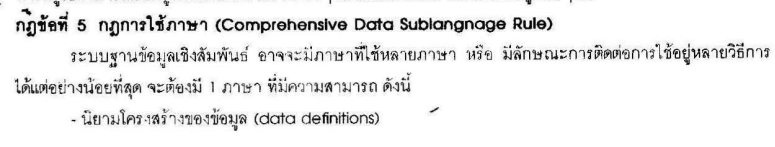 กฎข้อที่ 5 กฎการใช้ภาษา (Comprehensive Data Sublangnage Rule)
ระบบฐานข้อมูลเชิงสัมพันธ์ อาจจะมีภาษาที่ใช้หลายภาษา หรือ มีลักษณะการติดต่อการใช้อยู่หลายวิธีการ
ได้แต่อย่างน้อยที่สุด จะต้องมี 1 ภาษา ที่มีความสามารถ ดังนี้
- นิยามโครงสร้างของข้อมูล (data definitions)